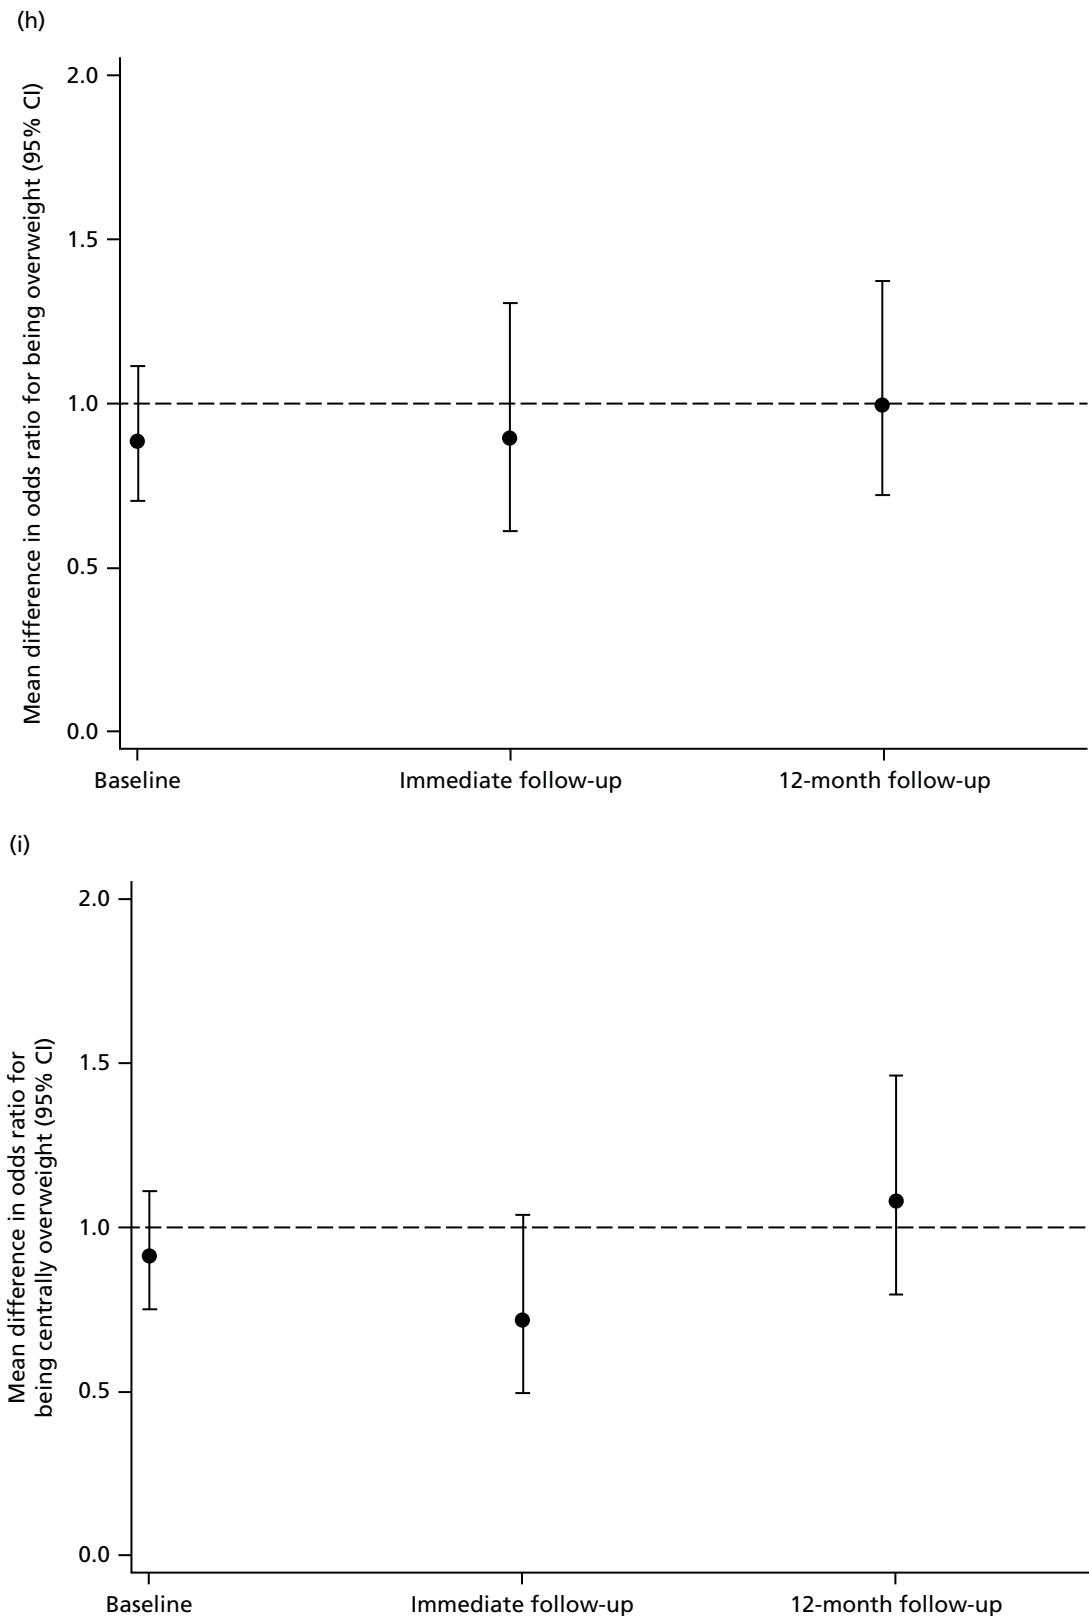 (h)
Mean difference in odds ratio for being overweight (95% CI)
2.0
1.5
1.0
0.5
0.0
Baseline
Immediate follow-up
12-month follow-up
(i)
Mean difference in odds ratio for
being centrally overweight (95% CI)
2.0
1.5
1.0
0.5
0.0
Baseline
Immediate follow-up
12-month follow-up